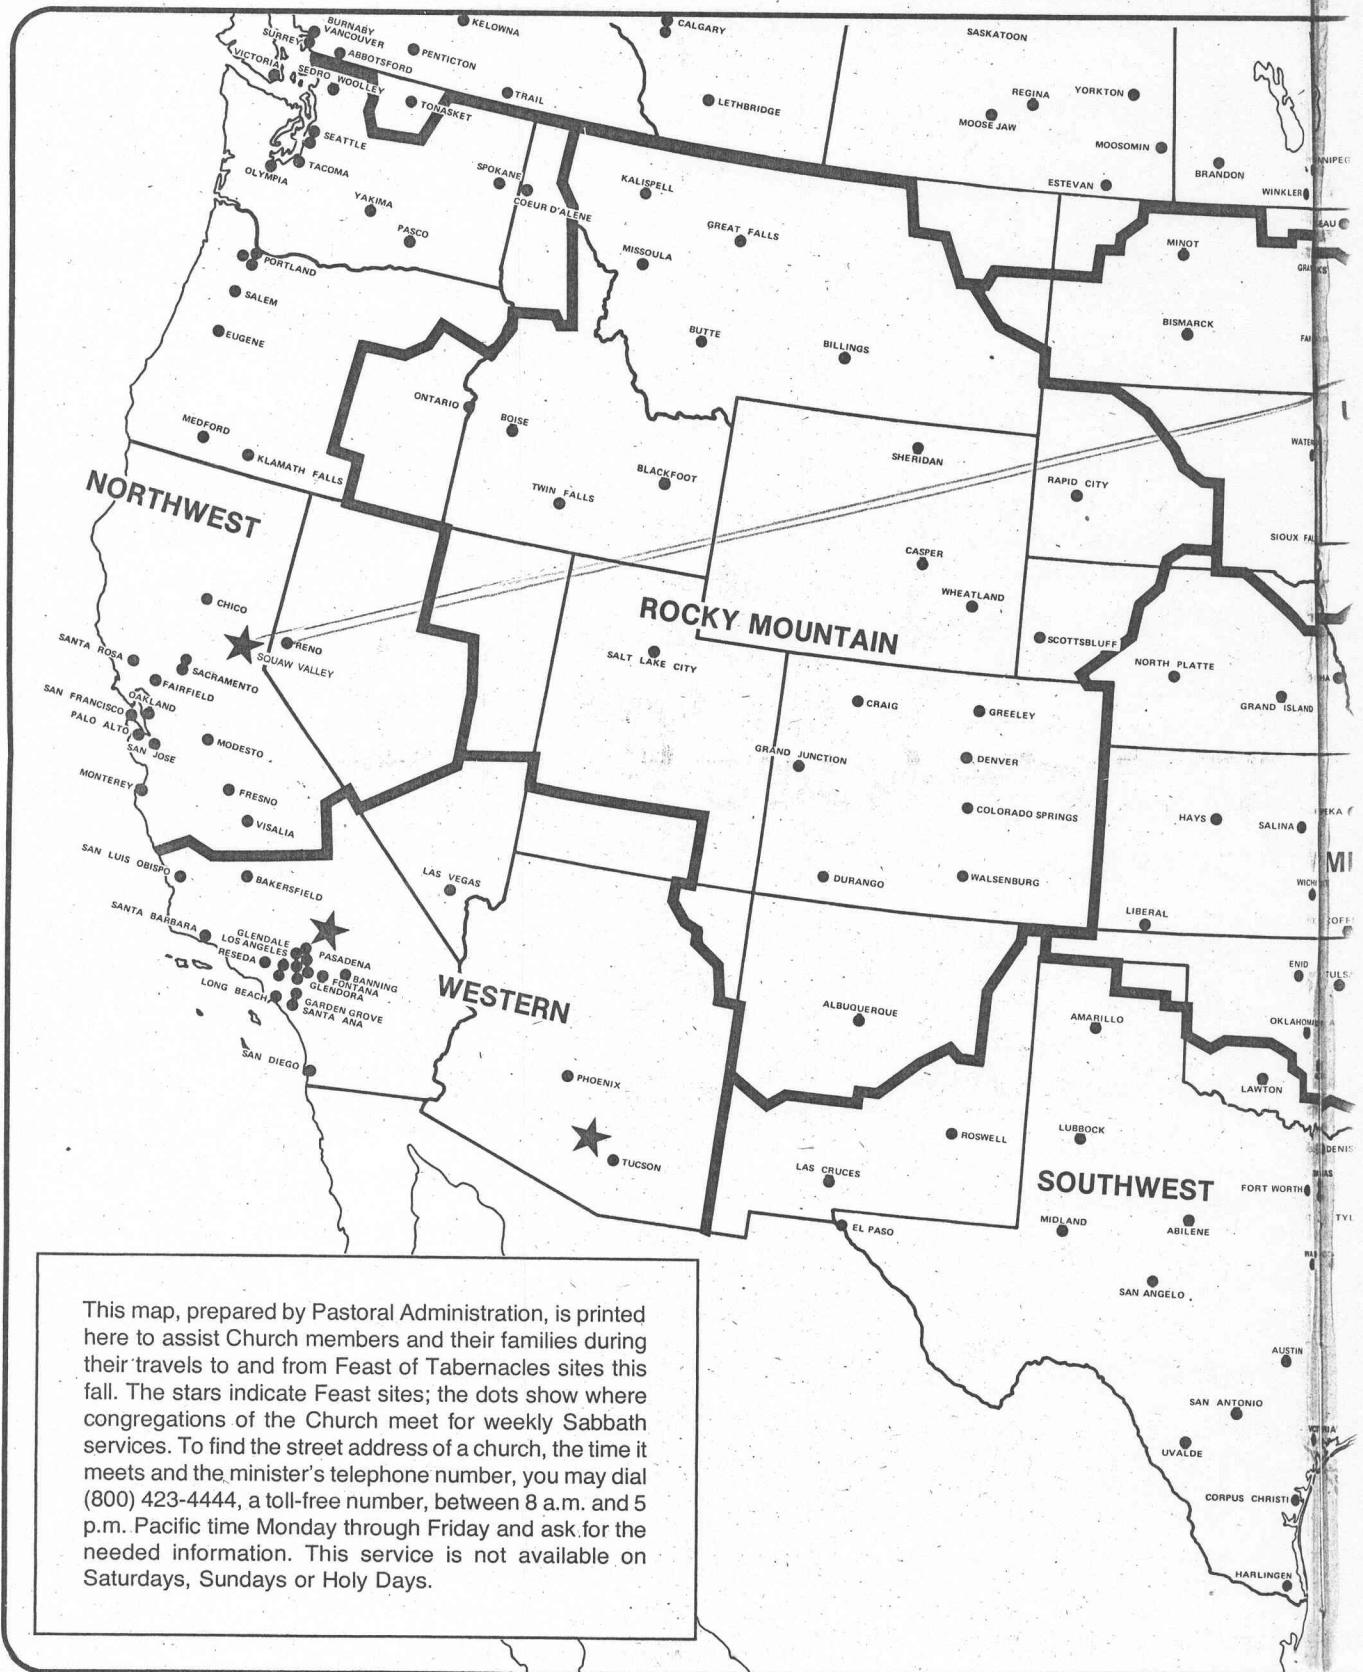 BURNABY
VANCOUVER
SURREY
KELOWNA
CALGARY
SASKATOON
ABBOTSFORD
PENTICTON
VICTORIA
SEDRO WOOLLEY
TONASKET
TRAIL
LETHBRIDGE
REGINA
YORKTON
MOOSE JAW
MOOSOMIN
ESTEVAN
BRANDON
NNIPEG
WINKLER
SEATTLE
OLYMPIA
TACOMA
SPOKANE
COEUR D'ALENE
YAKIMA
PASCO
KALISPELL
GREAT FALLS
MISSOULA
MINOT
PORTLAND
SALEM
EUGENE
BUTTE
BILLINGS
BISMARCK
ONTARIO
BOISE
MEDFORD
KLAMATH FALLS
TWIN FALLS
BLACKFOOT
SHERIDAN
RAPID CITY
WATER
SIOUX FAL
NORTHWEST
CASPER
WHEATLAND
CHICO
ROCKY MOUNTAIN
SCOTTSBLUFF
NORTH PLATTE
GRAND ISLAND
SANTA ROSA
RENO
SQUAW VALLEY
SACRAMENTO
FAIRFIELD
SALT LAKE CITY
SAN FRANCISCO
OAKLAND
PALO ALTO
SAN JOSE
MODESTO
CRAIG
GREELEY
GRAND JUNCTION
DENVER
MONTEREY
FRESNO
VISALIA
COLORADO SPRINGS
HAYS
SALINA
MI
SAN LUIS OBISPO
BAKERSFIELD
LAS VEGAS
DURANGO
WALSENBURG
WICH
LIBERAL
SANTA BARBARA
GLENDALE
LOS ANGELES
RESEDA
PASADENA
BANNING
FONTANA
GLENDORA
LONG BEACH
GARDEN GROVE
SANTA ANA
WESTERN
ENID
TULS
ALBUQUERQUE
AMARILLO
OKLAHOM
SAN DIEGO
PHOENIX
LAWTON
ROSWELL
LUBBOCK
DENIS
TUCSON
LAS CRUCES
SOUTHWEST
FORT WORTH
TYL
EL PASO
MIDLAND
ABILENE
SAN ANGELO
AUSTIN
SAN ANTONIO
UVALDE
CORPUS CHRISTI
HARLINGEN
This map, prepared by Pastoral Administration, is printed
here to assist Church members and their families during
their travels to and from Feast of Tabernacles sites this
fall. The stars indicate Feast sites; the dots show where
congregations of the Church meet for weekly Sabbath
services. To find the street address of a church, the time it
meets and the minister's telephone number, you may dial
(800) 423-4444, a toll-free number, between 8 a.m. and 5
p.m. Pacific time Monday through Friday and ask for the
needed information. This service is not available on
Saturdays, Sundays or Holy Days.